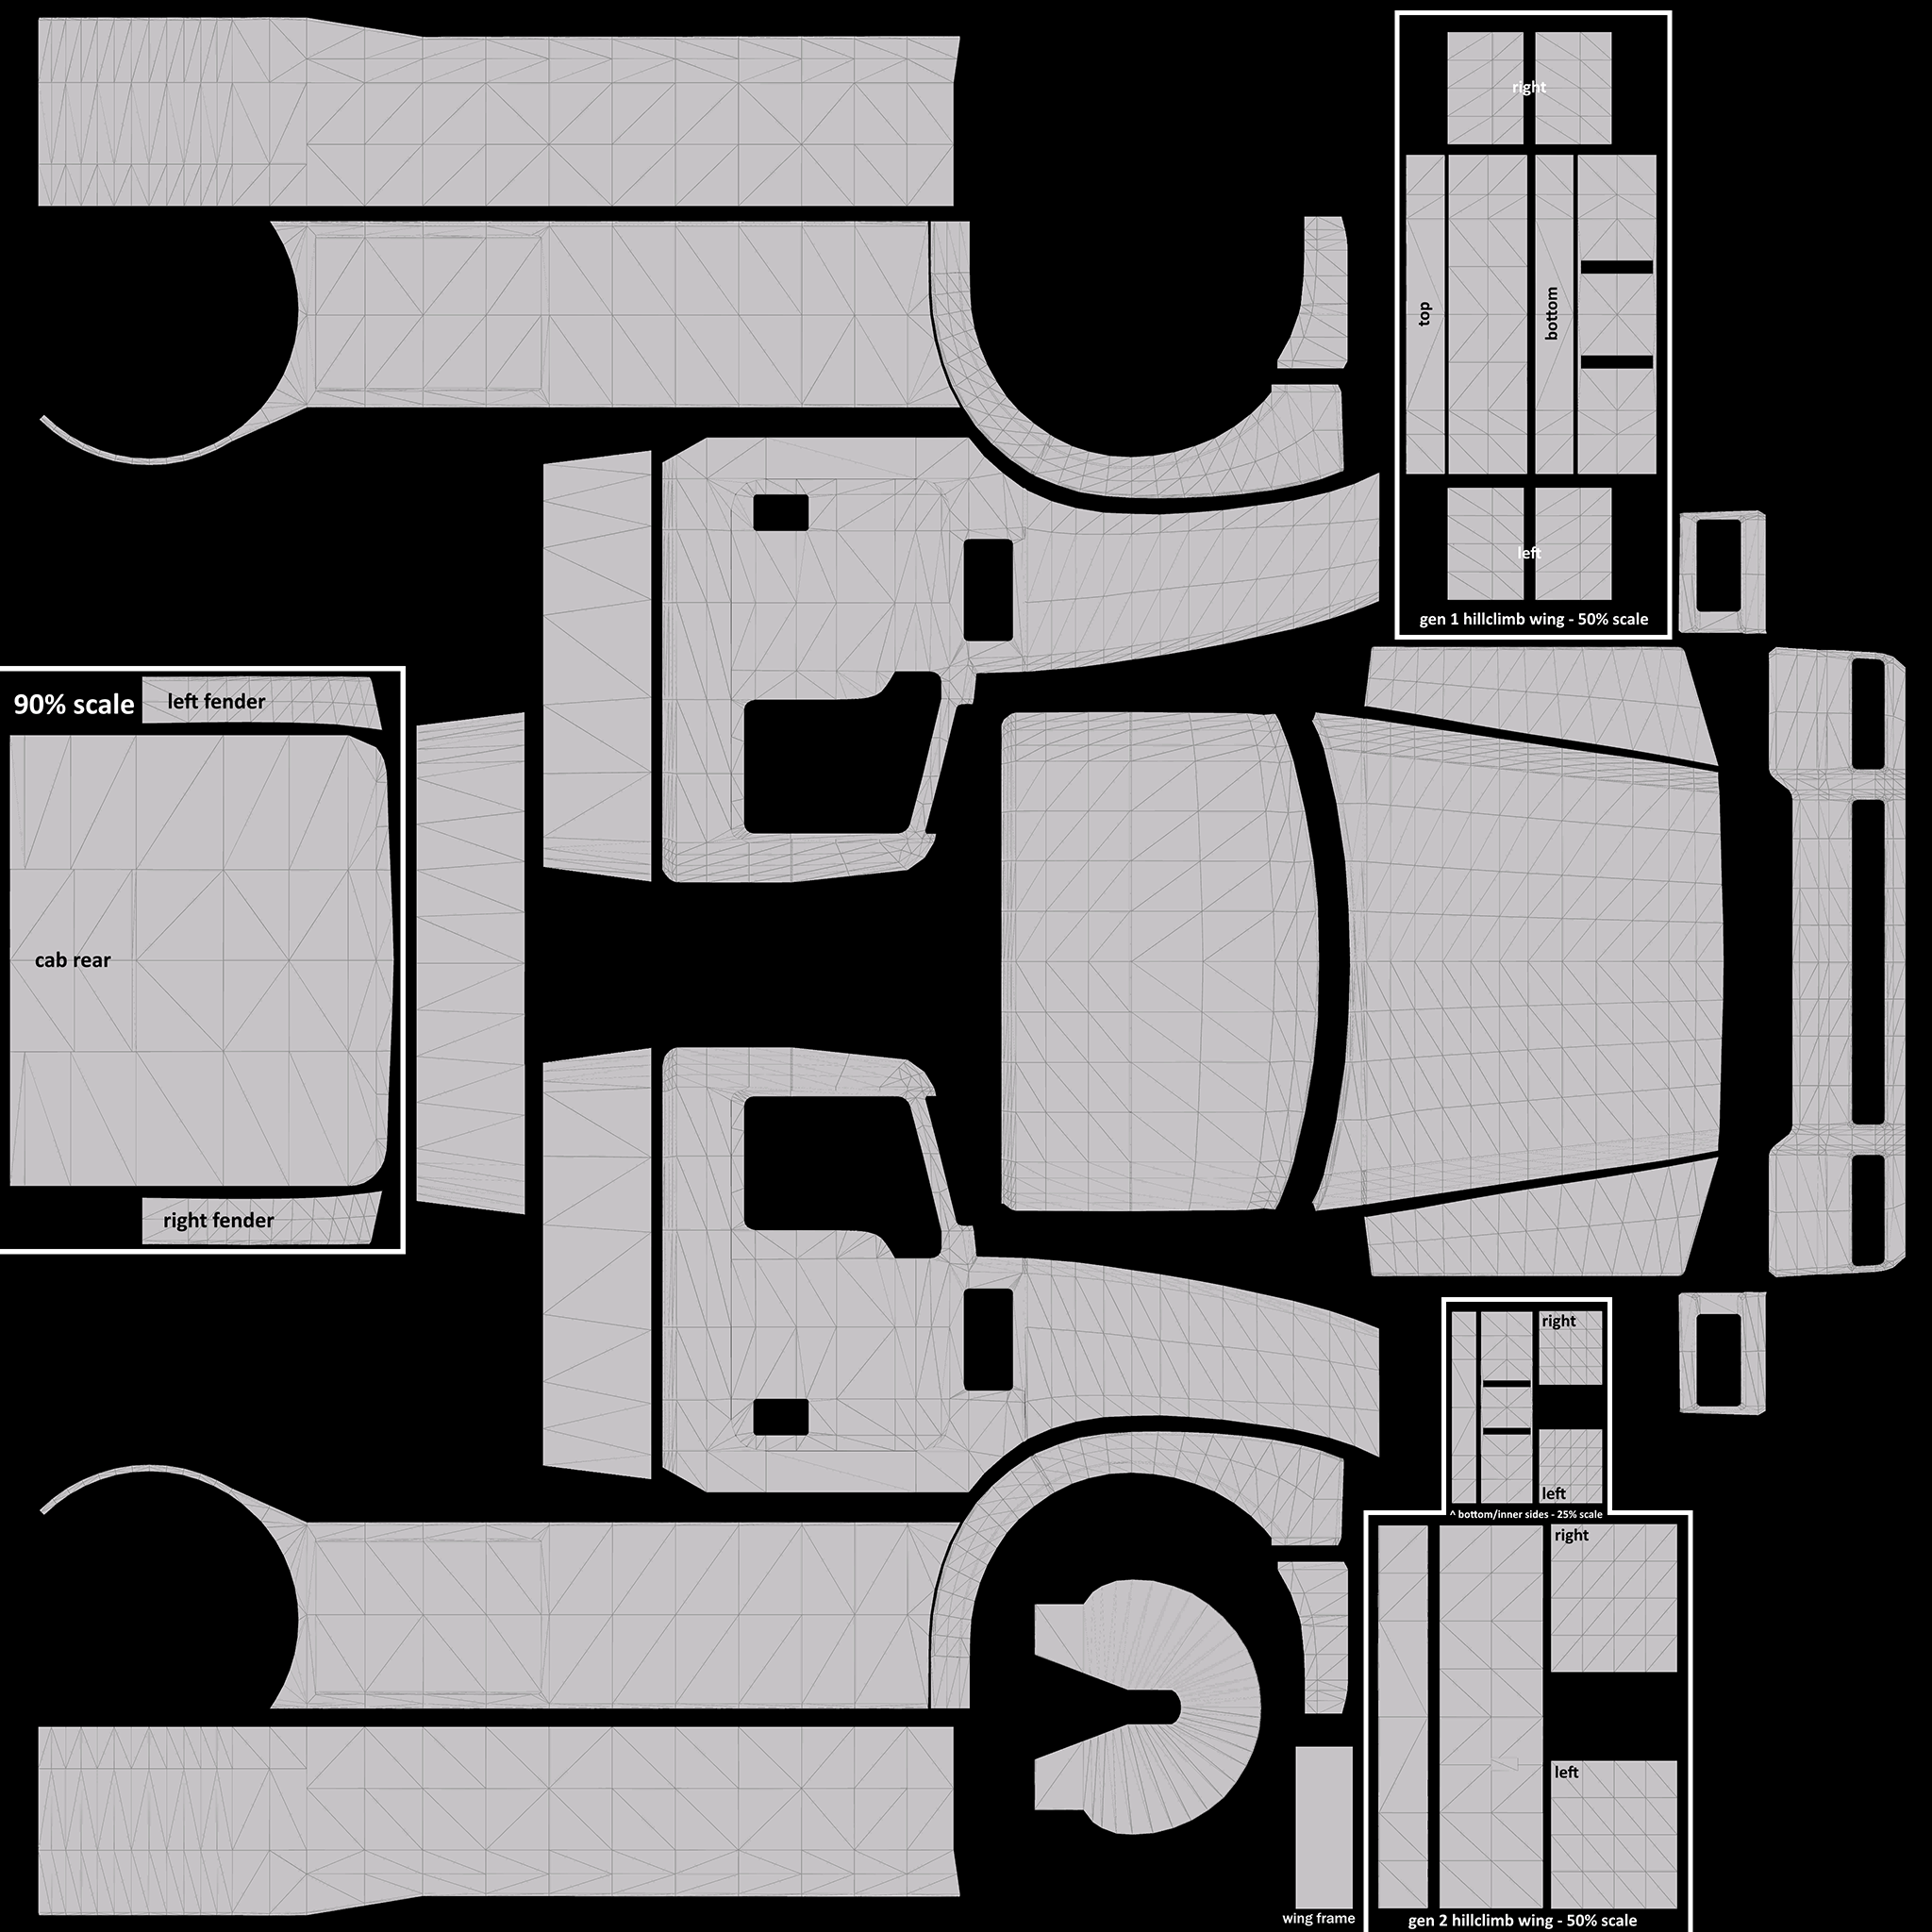 right
top
bottom
left
gen 1 hillclimb wing - 50% scale
90% scale
left fender
cab rear
right fender
right
left
^ bottom/inner sides - 25% scale
right
left
wing frame
gen 2 hillclimb wing - 50% scale